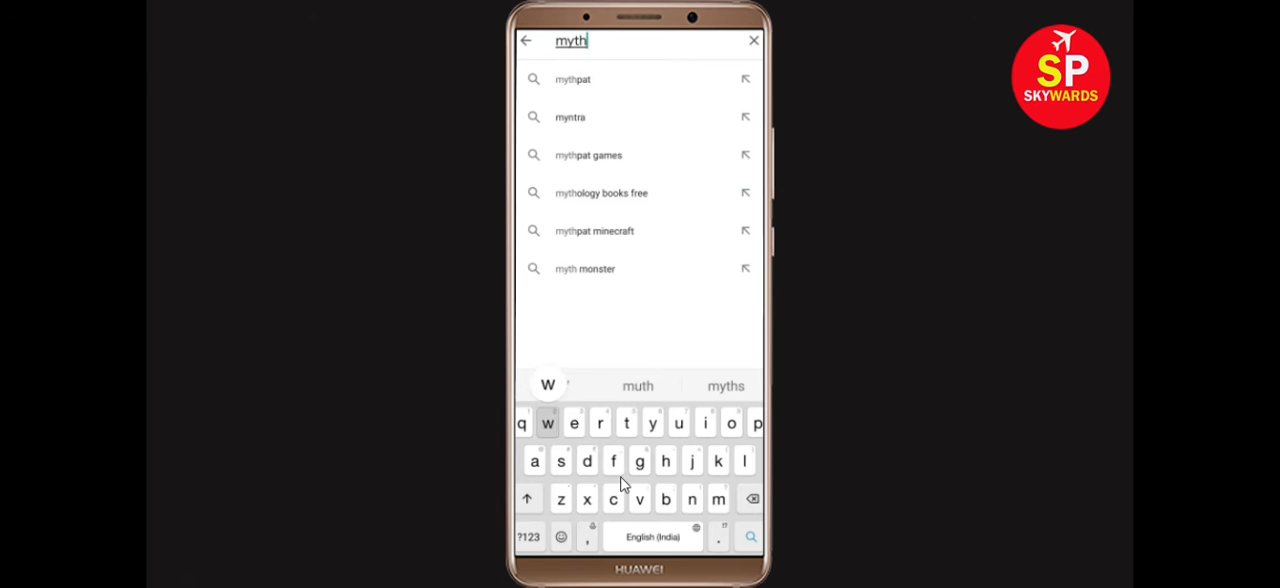 myth
SP
SKYWARDS
mythpat
myntra
mythpat games
mythology books free
mythpat minecraft
myth monster
w muth myths
q w e r t y u i o p
a s d f g h j k l
z x c v b n m
?123 , English (India) .
HUAWEI